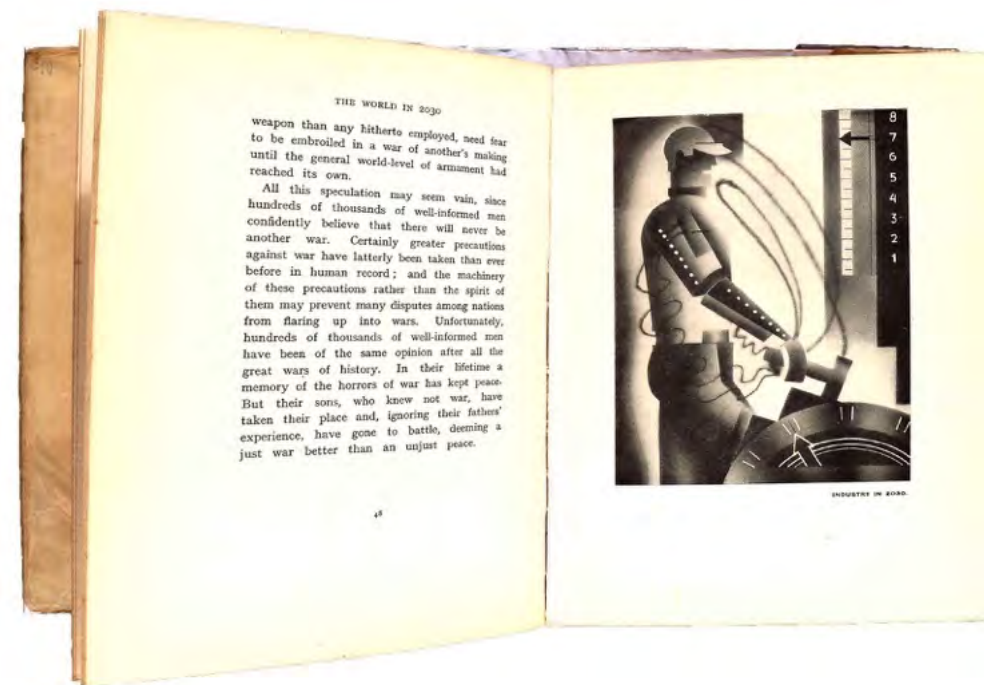 THE WORLD IN 2030
weapon than any hitherto employed, need fear
to be embroiled in a war of another's making
until the general world-level of armament had
reached its own.
All this speculation may seem vain, since
hundreds of thousands of well-informed men
confidently believe that there will never be
another war. Certainly greater precautions
against war have latterly been taken than ever
before in human record; and the machinery
of these precautions rather than the spirit of
them may prevent many disputes among nations
from flaring up into wars. Unfortunately,
hundreds of thousands of well-informed men
have been of the same opinion after all the
great wars of history. In their lifetime a
memory of the horrors of war has kept peace.
But their sons, who knew not war, have
taken their place and, ignoring their fathers'
experience, have gone to battle, deeming a
just war better than an unjust peace.
48
8
7
6
5
4
3
2
1
INDUSTRY IN 2030.